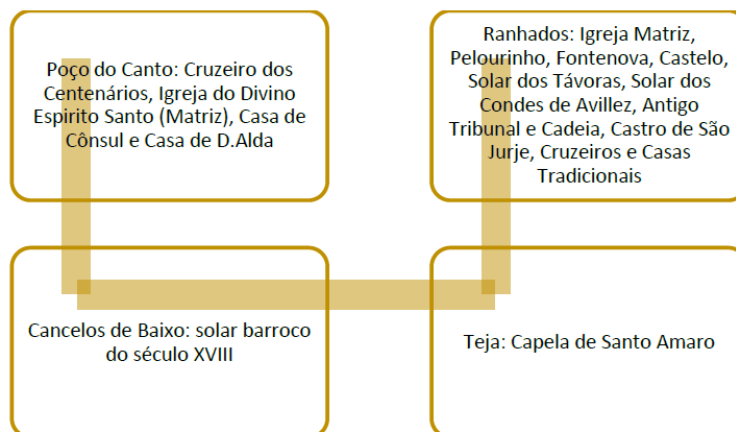 Poço do Canto: Cruzeiro dos
Centenários, Igreja do Divino
Espirito Santo (Matriz), Casa de
Cônsul e Casa de D.Alda
Ranhados: Igreja Matriz,
Pelourinho, Fontenova, Castelo,
Solar dos Távoras, Solar dos
Condes de Avillez, Antigo
Tribunal e Cadeia, Castro de São
Jurje, Cruzeiros e Casas
Tradicionais
Cancelos de Baixo: solar barroco
do século XVIII
Teja: Capela de Santo Amaro